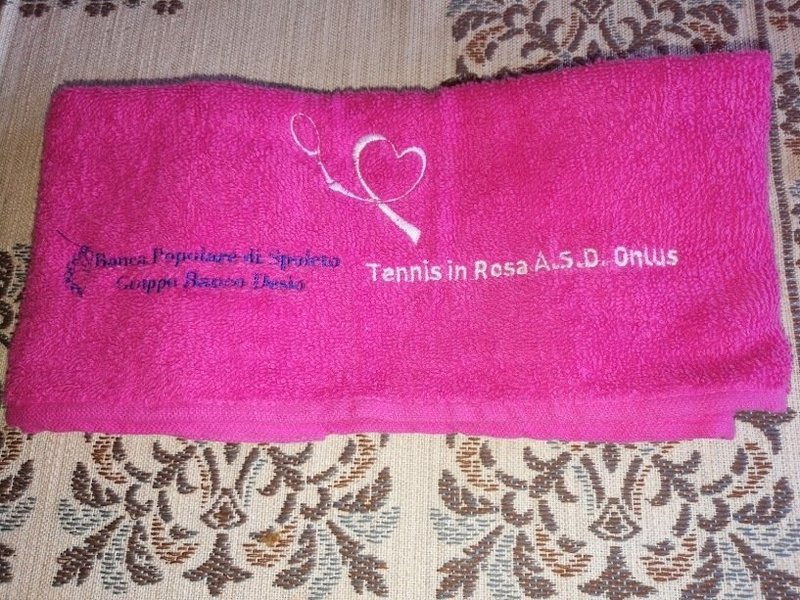 Banca Popolare di Spoleto
Gruppo Banco Desio
Tennis in Rosa A.S.D. Onlus